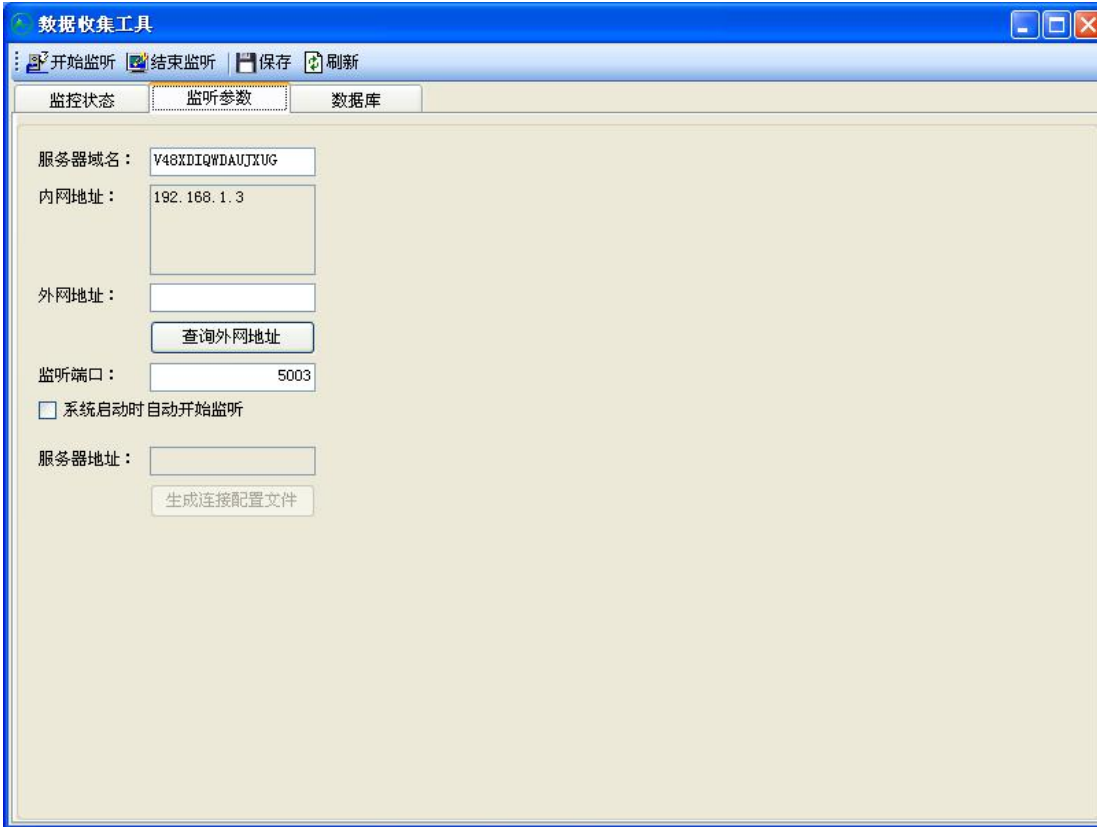 数据收集工具
开始监听 结束监听 保存 刷新
监控状态 监听参数 数据库
服务器域名： V48XDIQWDAUJXUG
内网地址： 192.168.1.3
外网地址：
查询外网地址
监听端口： 5003
系统启动时自动开始监听
服务器地址：
生成连接配置文件